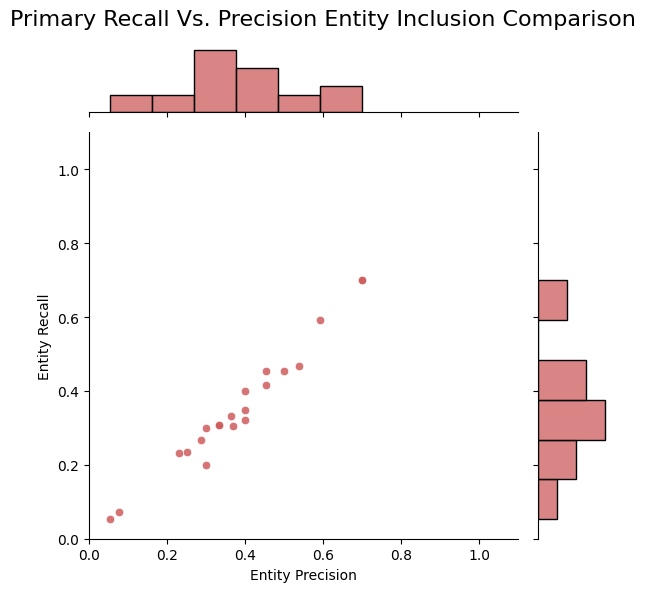 Primary Recall Vs. Precision Entity Inclusion Comparison
1.0
0.8
0.6
0.4
0.2
0.0
Entity Recall
0.0 0.2 0.4 0.6 0.8 1.0
Entity Precision